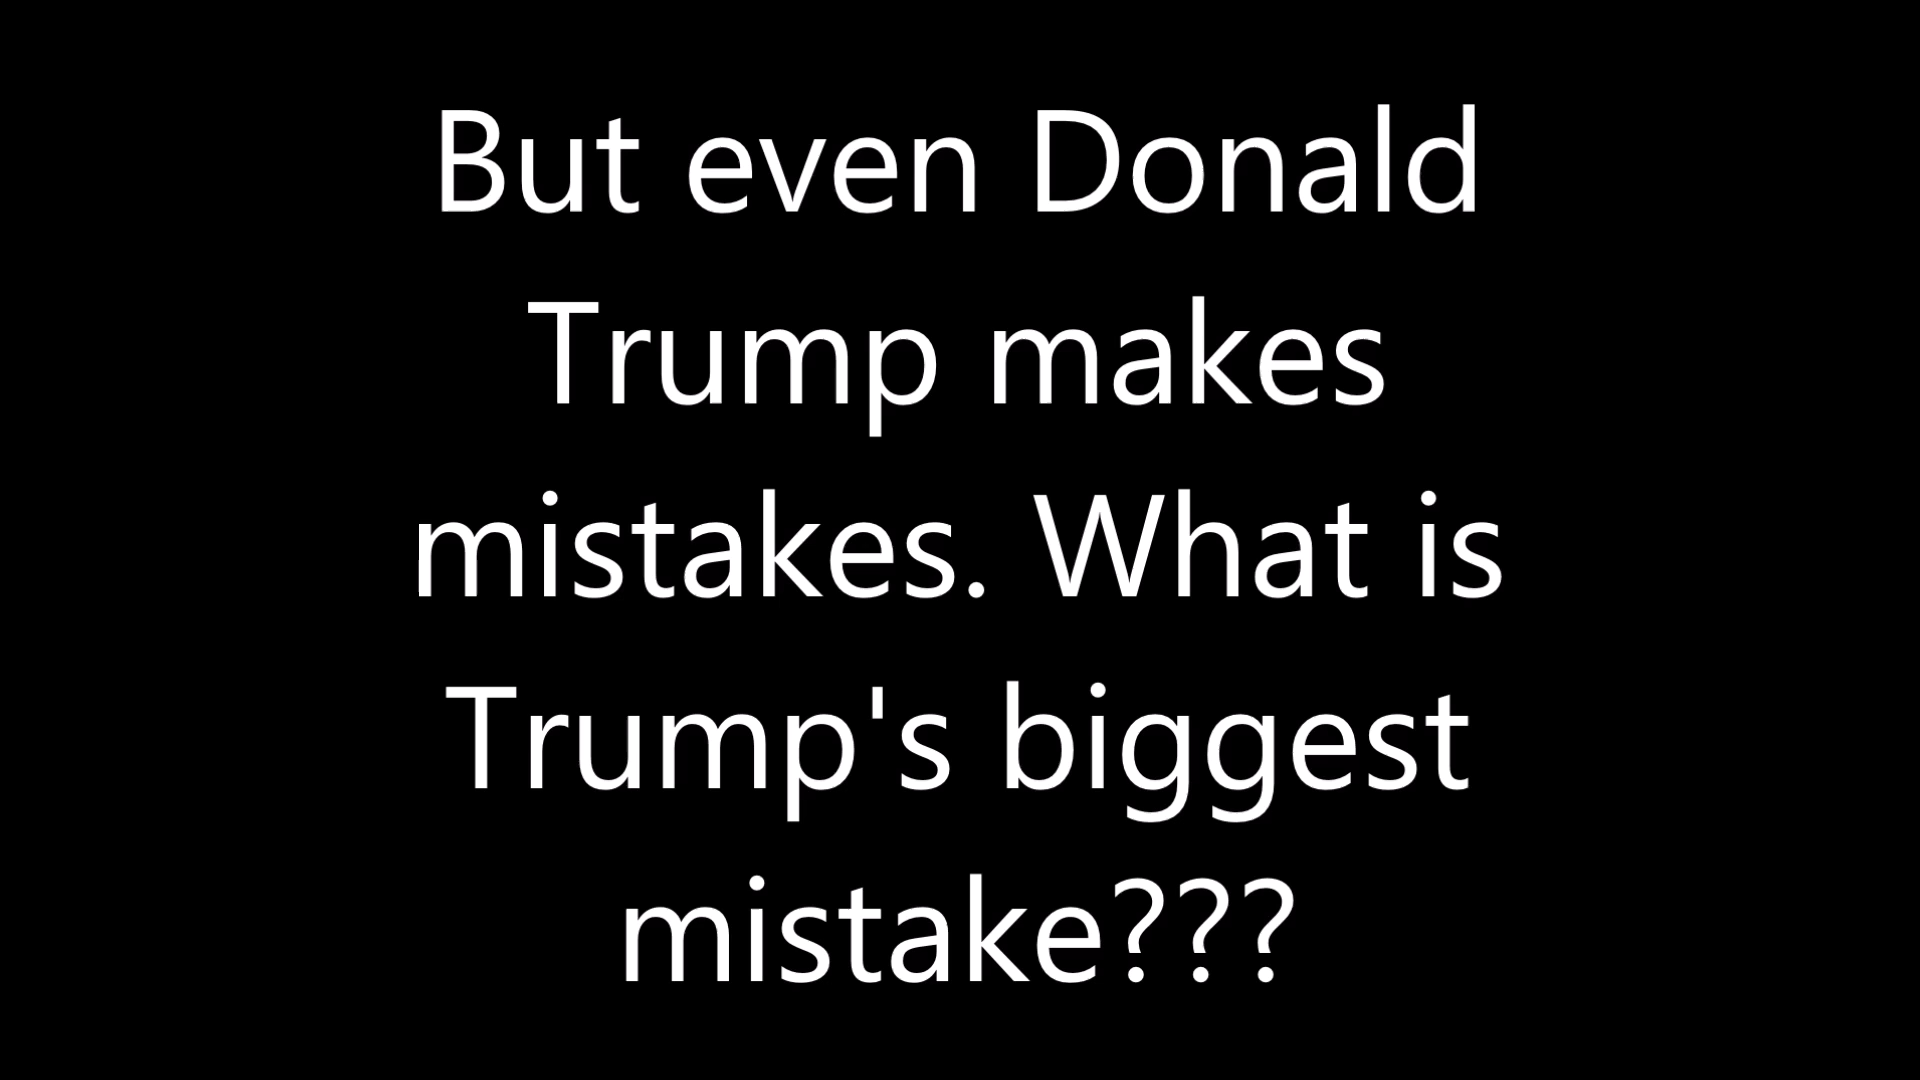 But even Donald
Trump makes
mistakes. What is
Trump's biggest
mistake???